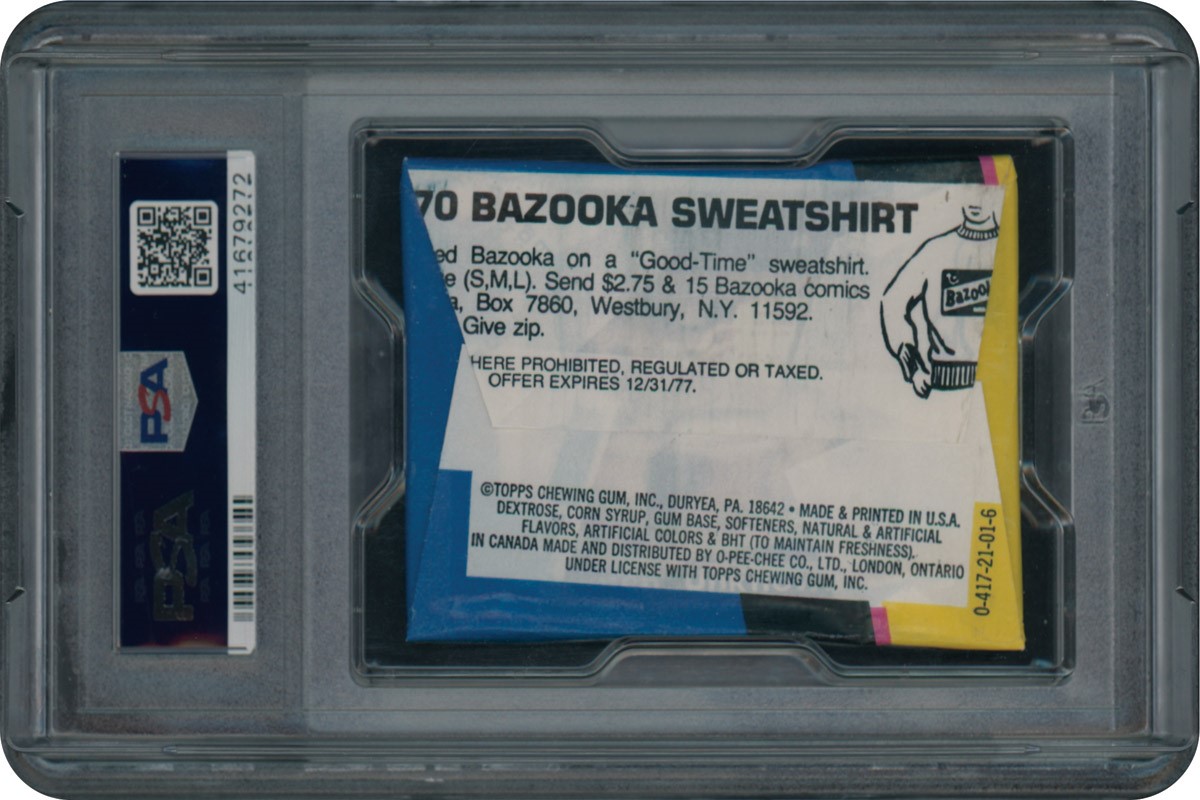 41679272
PSA
PSA
70 BAZOOKA SWEATSHIRT
ed Bazooka on a "Good-Time" sweatshirt.
e (S,M,L). Send $2.75 & 15 Bazooka comics
a, Box 7860, Westbury, N.Y. 11592.
Give zip.
HERE PROHIBITED, REGULATED OR TAXED.
OFFER EXPIRES 12/31/77.
Bazook
©TOPPS CHEWING GUM, INC., DURYEA, PA. 18642 • MADE & PRINTED IN U.S.A.
DEXTROSE, CORN SYRUP, GUM BASE, SOFTENERS, NATURAL & ARTIFICIAL
FLAVORS, ARTIFICIAL COLORS & BHT (TO MAINTAIN FRESHNESS).
IN CANADA MADE AND DISTRIBUTED BY O-PEE-CHEE CO., LTD., LONDON, ONTARIO
UNDER LICENSE WITH TOPPS CHEWING GUM, INC.
0-417-21-01-6
PSA